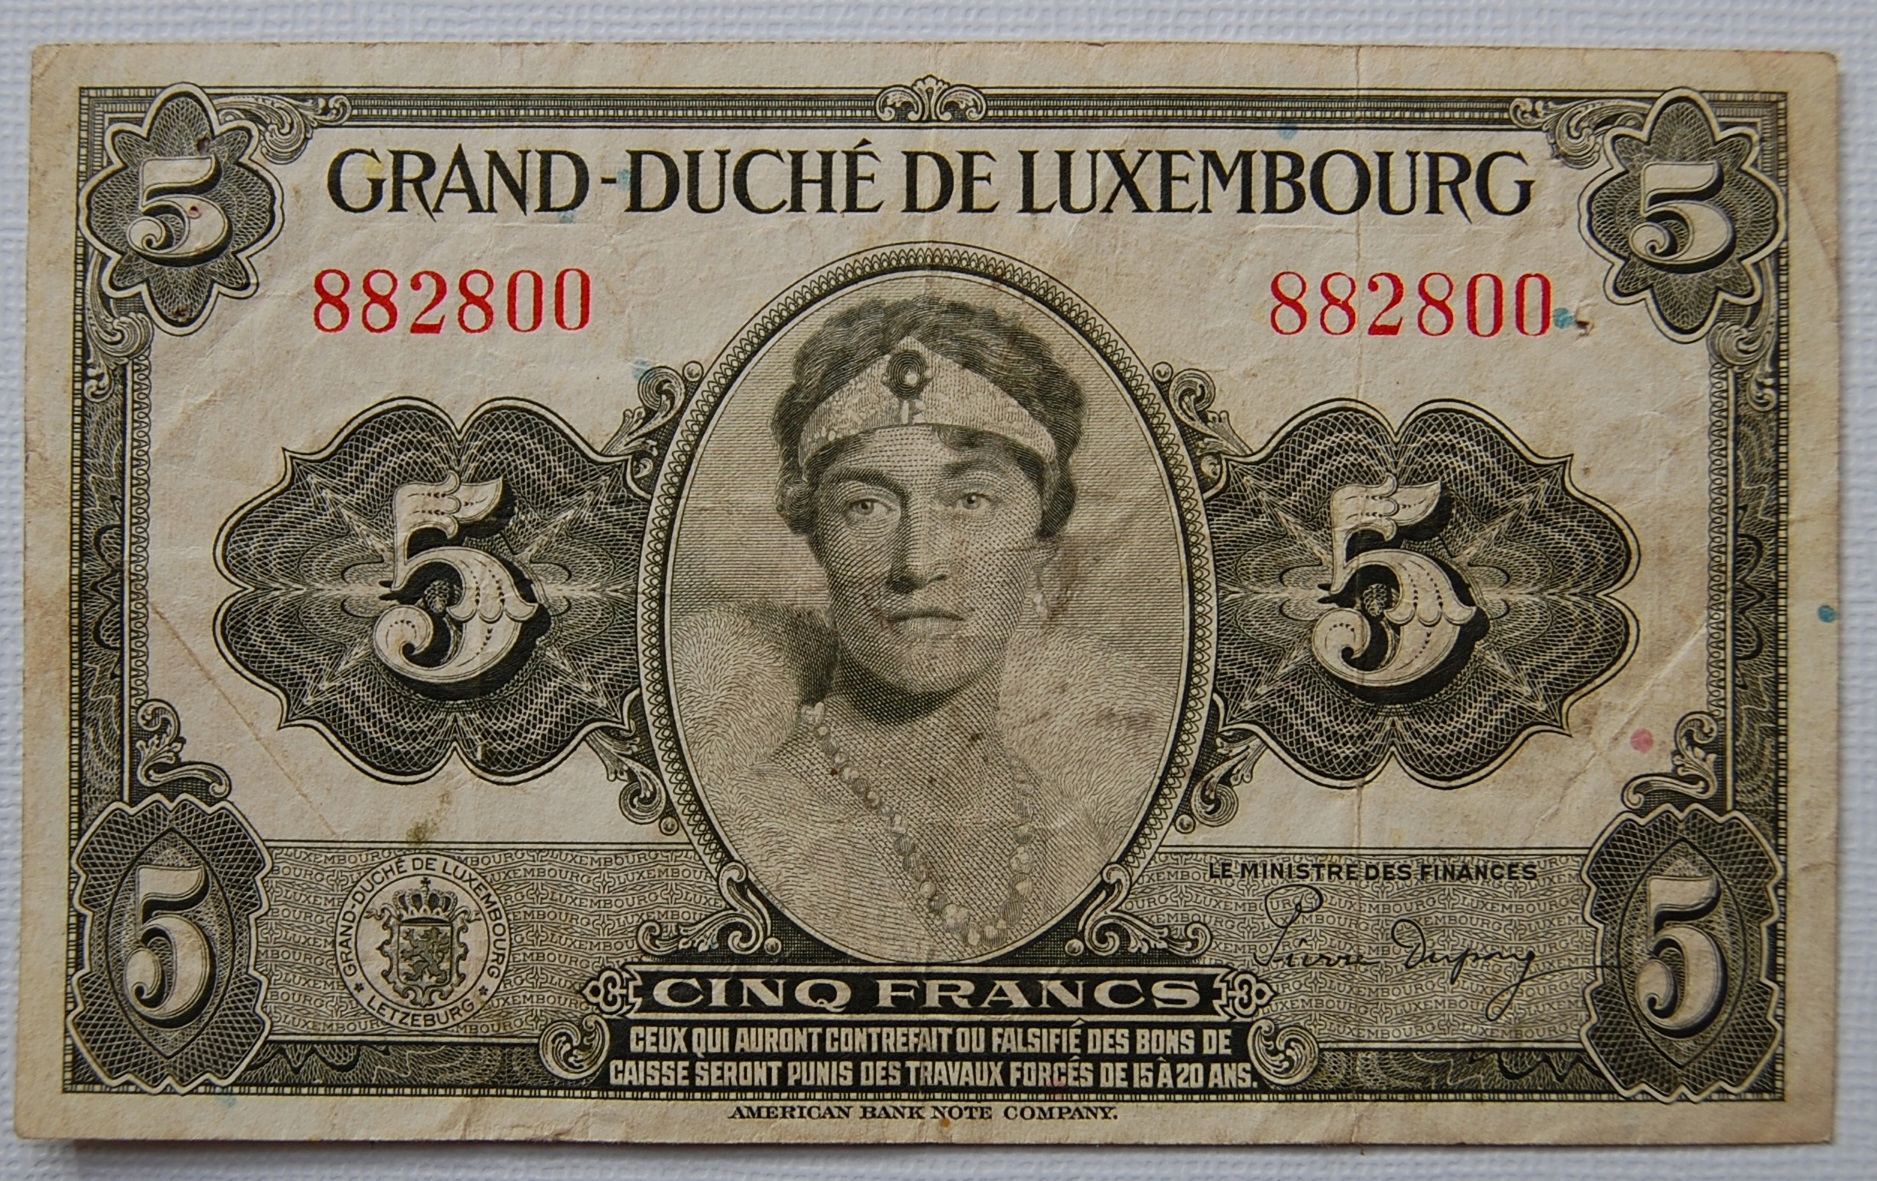 GRAND-DUCHÉ DE LUXEMBOURG
5 5
882800 882800
5 5
LE MINISTRE DES FINANCES
GRAND-DUCHÉ DE LUXEMBOURG
★ LETZEBURG ★
Pierre Dupong
5 5
CINQ FRANCS
CEUX QUI AURONT CONTREFAIT OU FALSIFIÉ DES BONS DE
CAISSE SERONT PUNIS DES TRAVAUX FORCÉS DE 15 À 20 ANS.
AMERICAN BANK NOTE COMPANY.